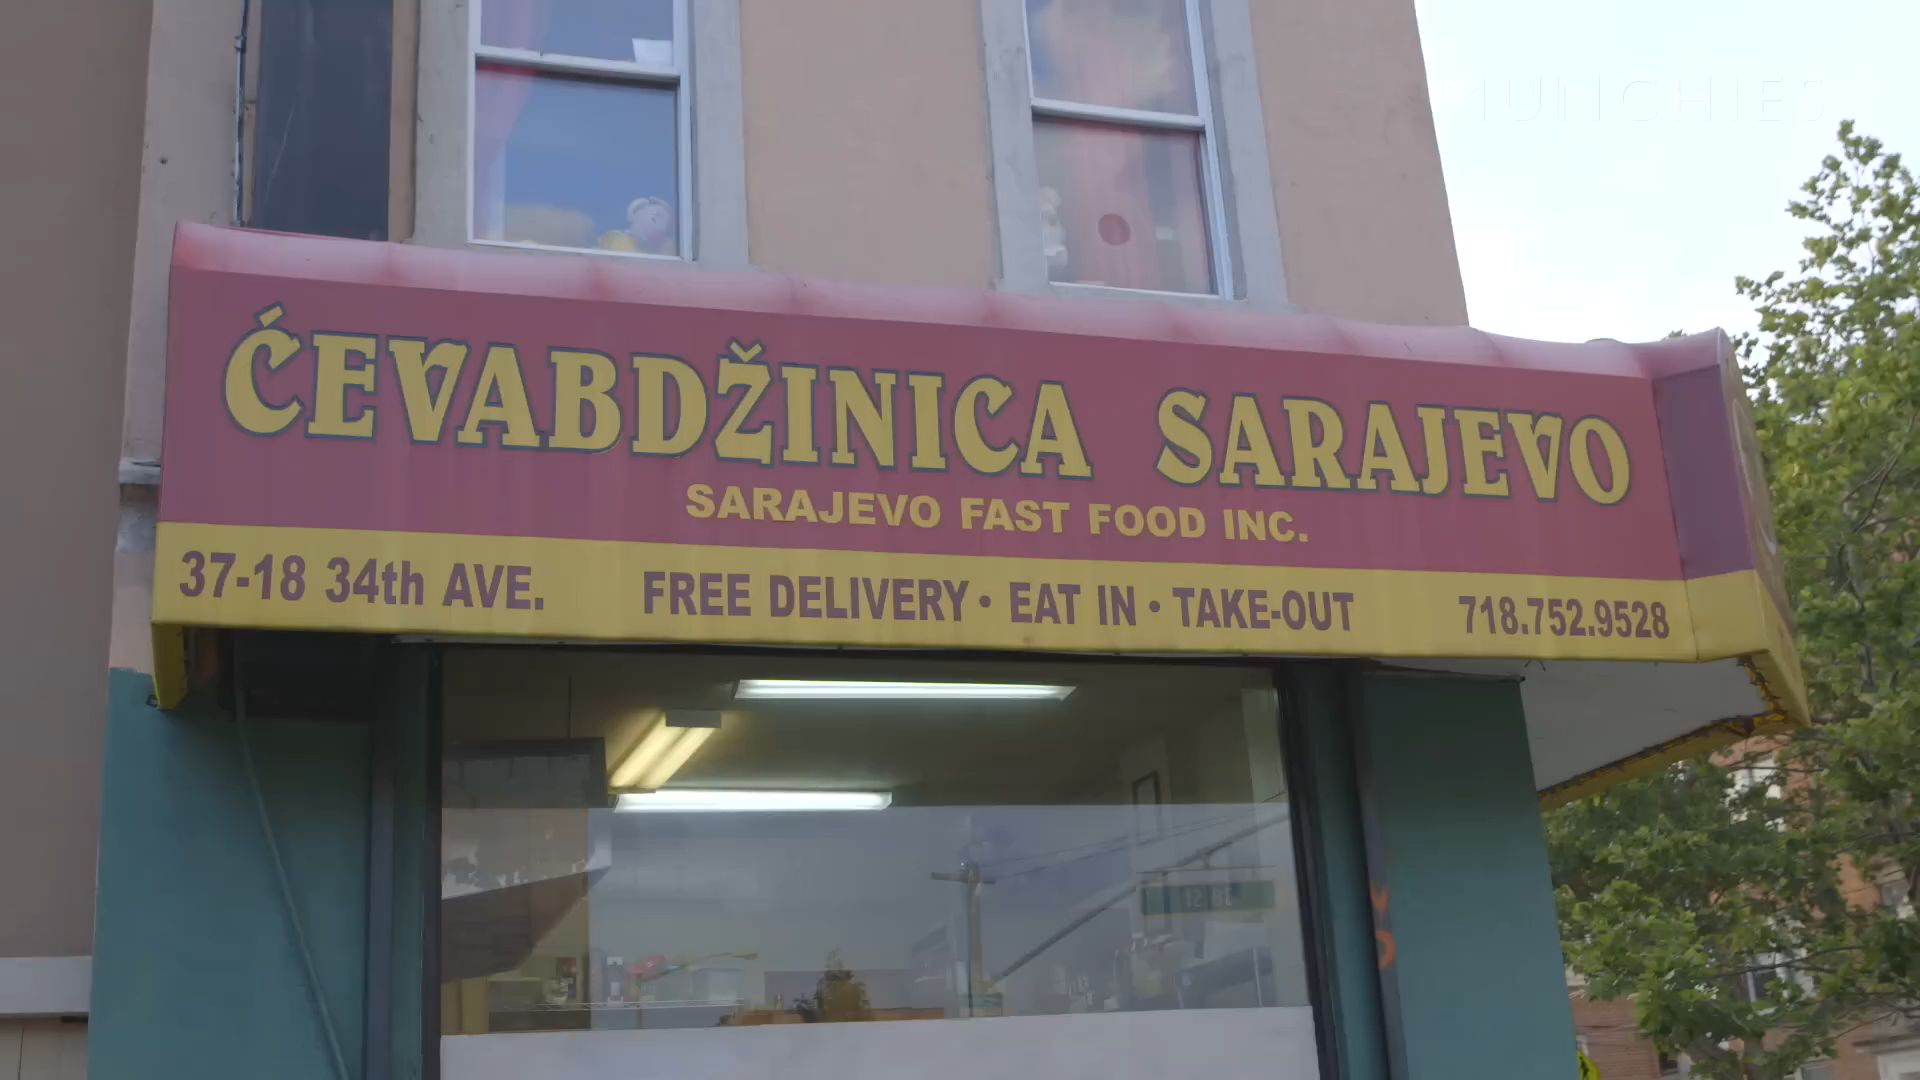 MUNCHIES
ĆEVABDŽINICA SARAJEVO
SARAJEVO FAST FOOD INC.
37-18 34th AVE. FREE DELIVERY • EAT IN • TAKE-OUT 718.752.9528